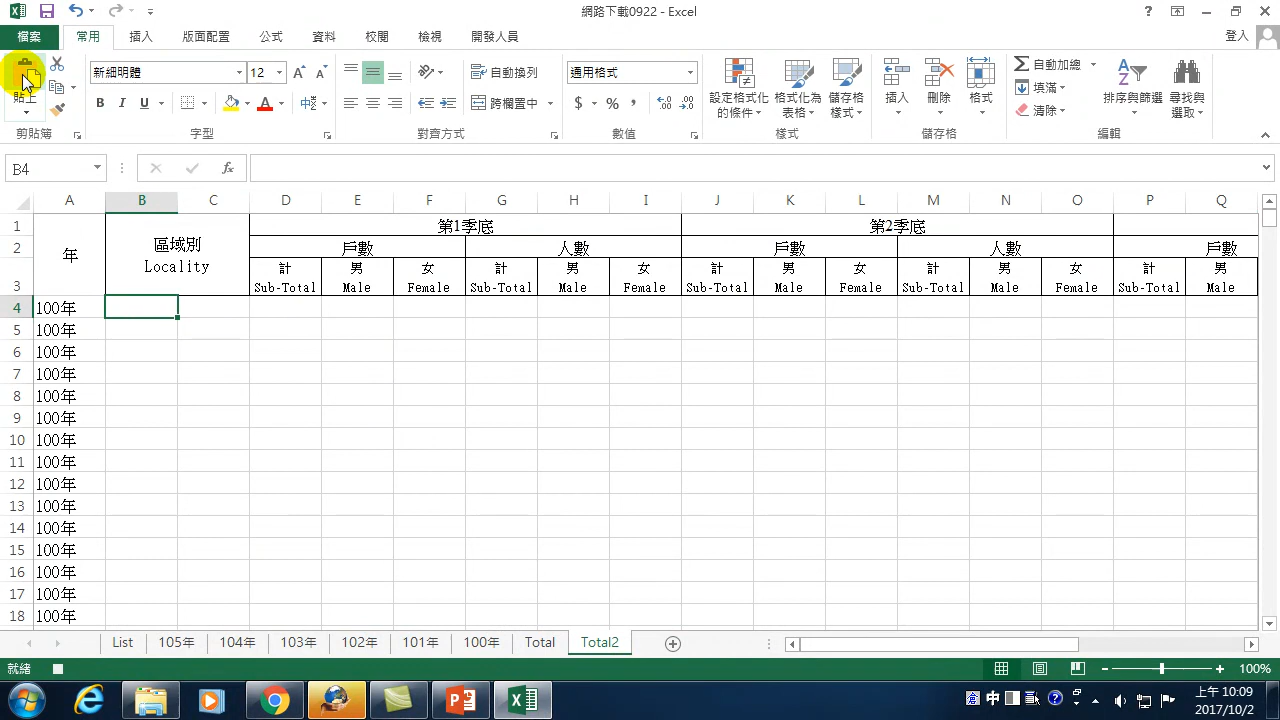 網路下載0922 - Excel
檔案 常用 插入 版面配置 公式 資料 校閱 檢視 開發人員 登入
貼上 新細明體 12 自動換列 通用格式 設定格式化的條件 格式化為表格 儲存格樣式 插入 刪除 格式 自動加總 填滿 清除 排序與篩選 尋找與選取
B I U 跨欄置中 $ %
剪貼簿 字型 對齊方式 數值 樣式 儲存格 編輯
B4 fx
A B C D E F G H I J K L M N O P Q
1 年 區域別 Locality 第1季底 第2季底
2 戶數 人數 戶數 人數 戶數
3 計 男 女 計 男 女 計 男 女 計 男 女 計 男
Sub-Total Male Female Sub-Total Male Female Sub-Total Male Female Sub-Total Male Female Sub-Total Male
4 100年
5 100年
6 100年
7 100年
8 100年
9 100年
10 100年
11 100年
12 100年
13 100年
14 100年
15 100年
16 100年
17 100年
18 100年
List 105年 104年 103年 102年 101年 100年 Total Total2
就緒 100%
中 上午 10:09
2017/10/2